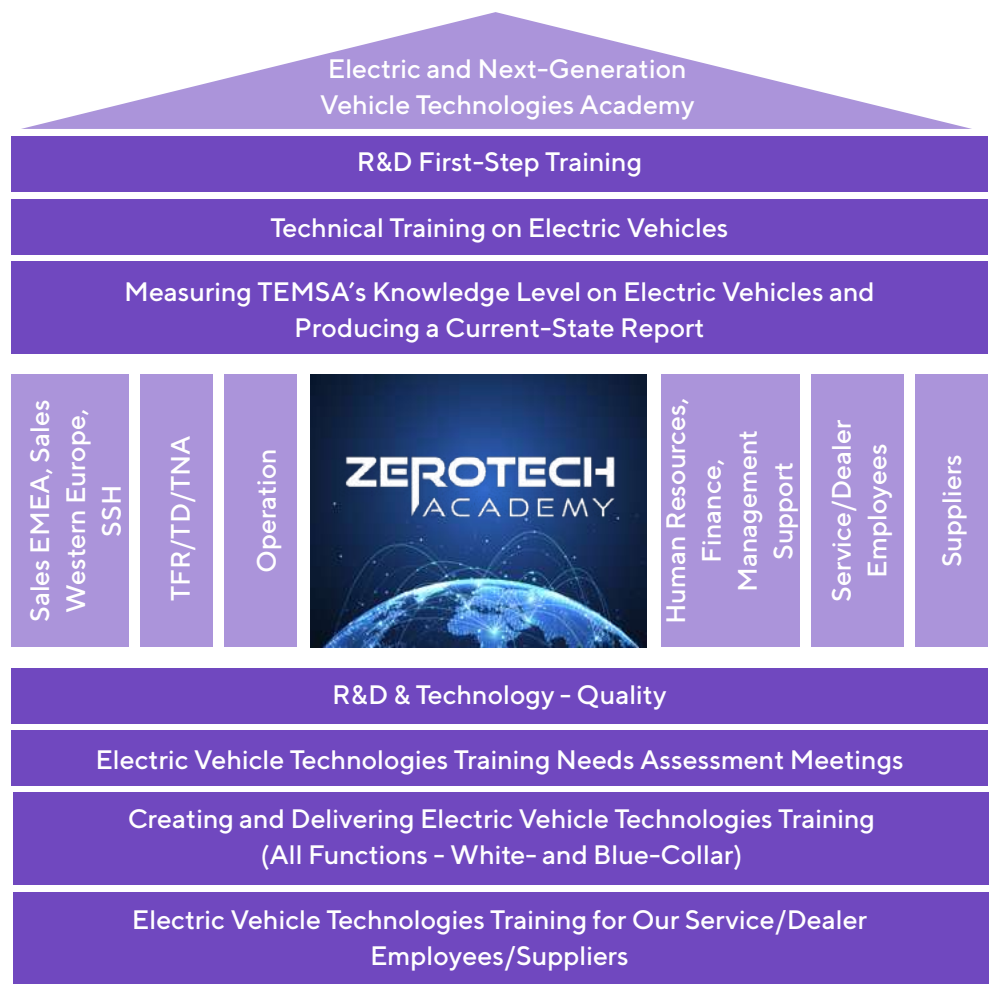 Electric and Next-Generation
Vehicle Technologies Academy
R&D First-Step Training
Technical Training on Electric Vehicles
Measuring TEMSA’s Knowledge Level on Electric Vehicles and
Producing a Current-State Report
Sales EMEA, Sales
Western Europe,
SSH
TFR/TD/TNA
Operation
ZEROTECH
ACADEMY
Human Resources,
Finance,
Management
Support
Service/Dealer
Employees
Suppliers
R&D & Technology - Quality
Electric Vehicle Technologies Training Needs Assessment Meetings
Creating and Delivering Electric Vehicle Technologies Training
(All Functions - White- and Blue-Collar)
Electric Vehicle Technologies Training for Our Service/Dealer
Employees/Suppliers